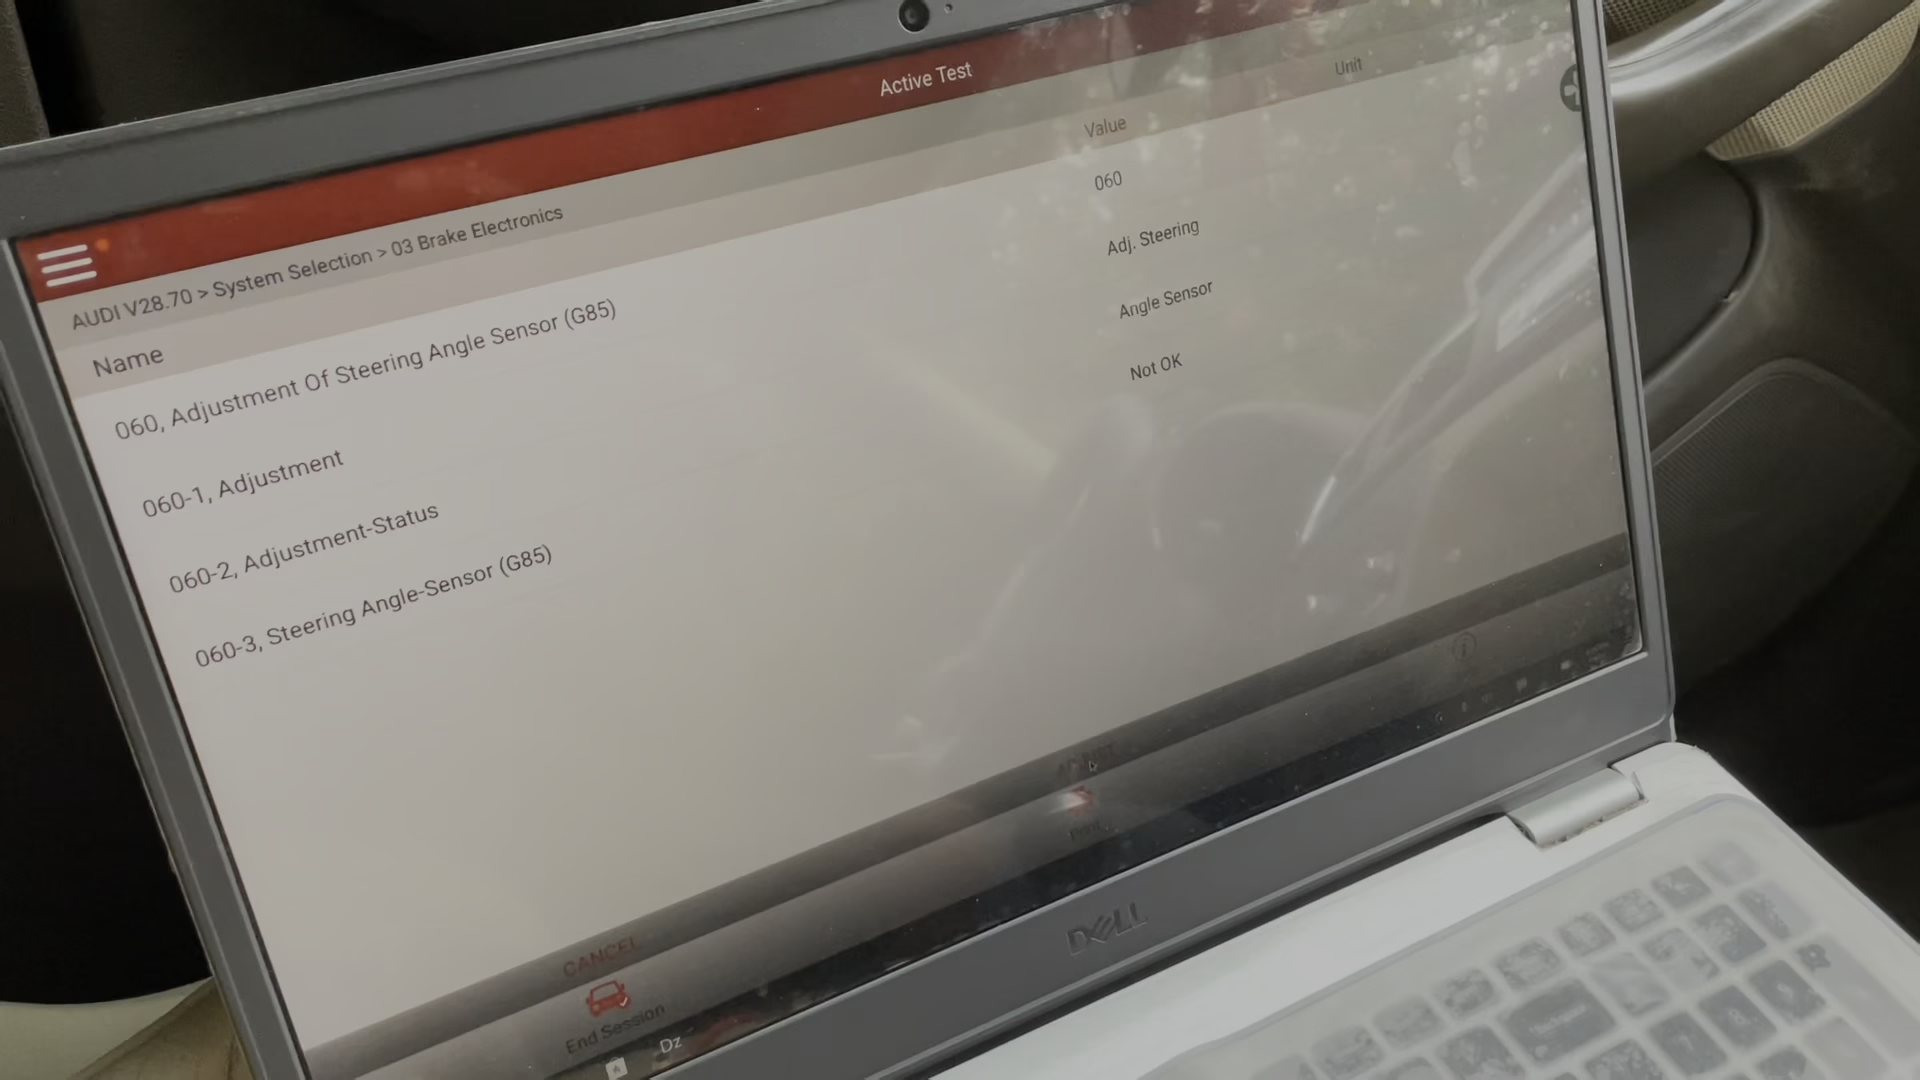 Active Test
AUDI V28.70 > System Selection > 03 Brake Electronics
Name Value Unit
060, Adjustment Of Steering Angle Sensor (G85) 060
060-1, Adjustment Adj. Steering
060-2, Adjustment-Status Angle Sensor
060-3, Steering Angle-Sensor (G85) Not OK
CANCEL
End Session
Dz
DELL